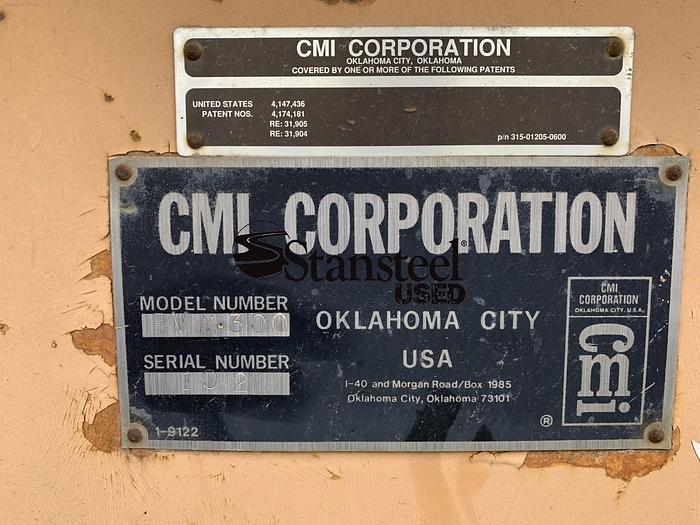 CMI CORPORATION
OKLAHOMA CITY, OKLAHOMA
COVERED BY ONE OR MORE OF THE FOLLOWING PATENTS
UNITED STATES 4,147,436
PATENT NOS. 4,174,181
RE: 31,905
RE: 31,904
p/n 315-01205-0600
CMI CORPORATION
Stansteel®
USED
MODEL NUMBER
300
OKLAHOMA CITY
USA
SERIAL NUMBER
I-40 and Morgan Road/Box 1985
Oklahoma City, Oklahoma 73101
1-9122
CMI
CORPORATION
OKLAHOMA CITY, U.S.A.
cmi
®